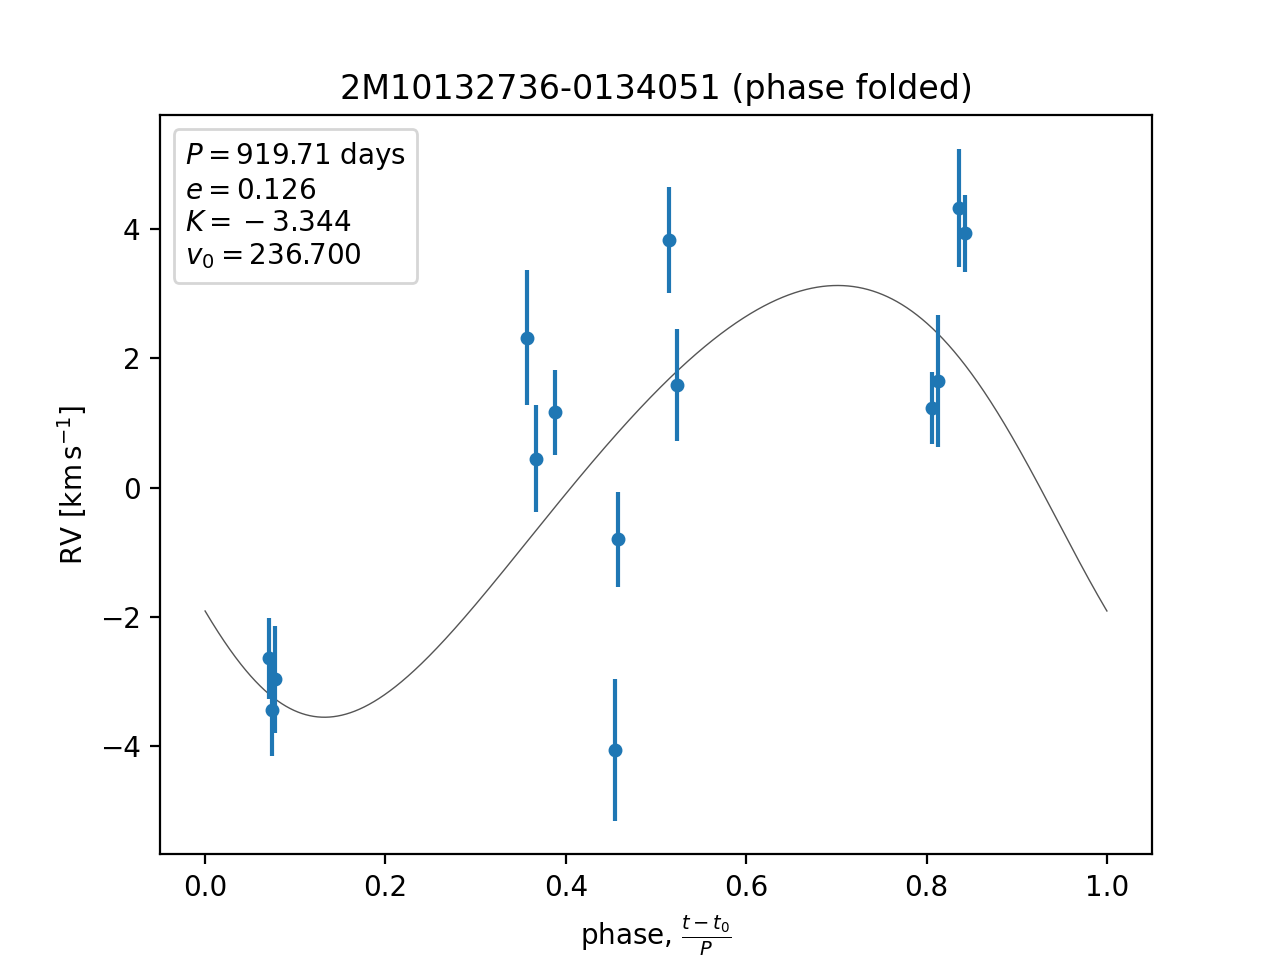 2M10132736-0134051 (phase folded)
P = 919.71 days
e = 0.126
K = −3.344
v₀ = 236.700
4
2
0
−2
−4
RV [km s⁻¹]
0.0 0.2 0.4 0.6 0.8 1.0
phase, (t − t₀)/P